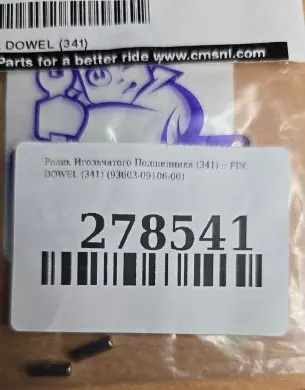 DOWEL (341)
Parts for a better ride www.cmsnl.com
Ролик Игольчатого Подшипника (341) :: PIN,
DOWEL (341) (93603-09106-00)
278541